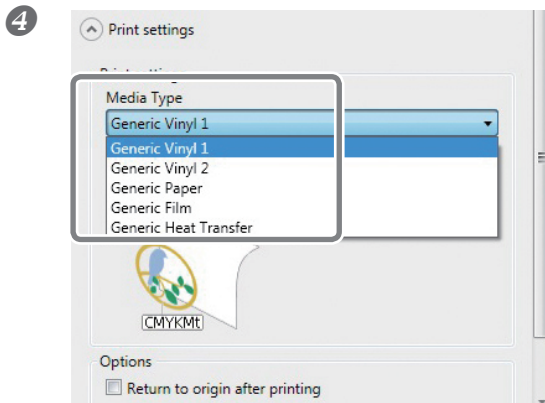 4
Print settings
Media Type
Generic Vinyl 1
Generic Vinyl 1
Generic Vinyl 2
Generic Paper
Generic Film
Generic Heat Transfer
CMYKMt
Options
Return to origin after printing